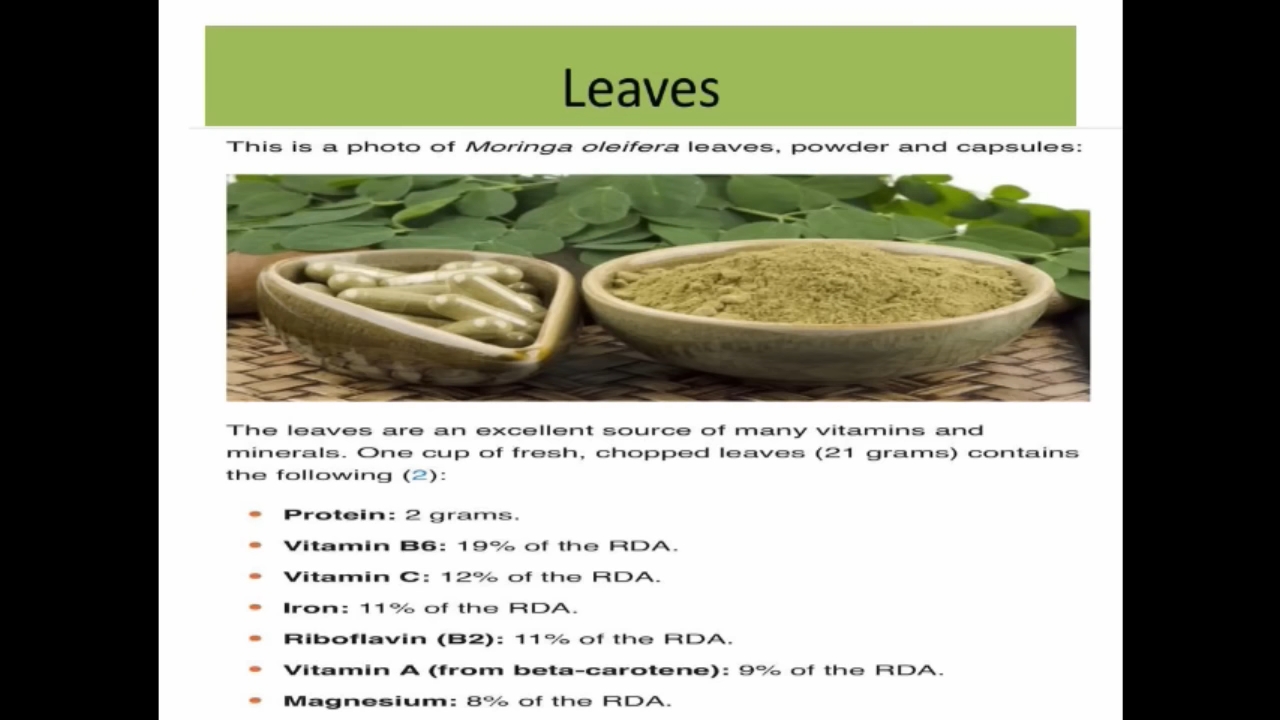 Leaves
This is a photo of Moringa oleifera leaves, powder and capsules:
The leaves are an excellent source of many vitamins and
minerals. One cup of fresh, chopped leaves (21 grams) contains
the following (2):
• Protein: 2 grams.
• Vitamin B6: 19% of the RDA.
• Vitamin C: 12% of the RDA.
• Iron: 11% of the RDA.
• Riboflavin (B2): 11% of the RDA.
• Vitamin A (from beta-carotene): 9% of the RDA.
• Magnesium: 8% of the RDA.